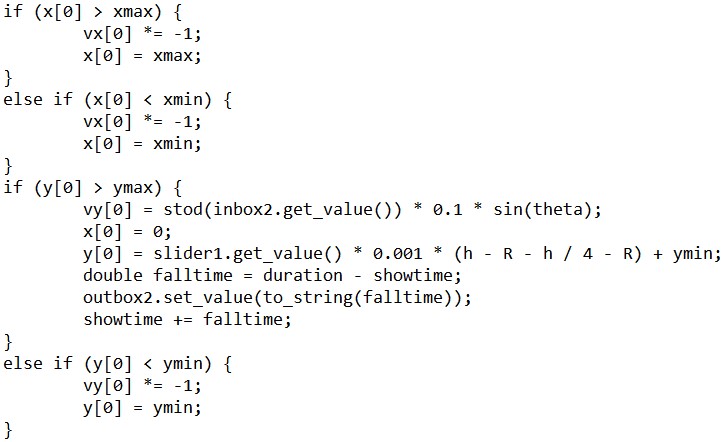 if (x[0] > xmax) {
        vx[0] *= -1;
        x[0] = xmax;
}
else if (x[0] < xmin) {
        vx[0] *= -1;
        x[0] = xmin;
}
if (y[0] > ymax) {
        vy[0] = stod(inbox2.get_value()) * 0.1 * sin(theta);
        x[0] = 0;
        y[0] = slider1.get_value() * 0.001 * (h - R - h / 4 - R) + ymin;
        double falltime = duration - showtime;
        outbox2.set_value(to_string(falltime));
        showtime += falltime;
}
else if (y[0] < ymin) {
        vy[0] *= -1;
        y[0] = ymin;
}